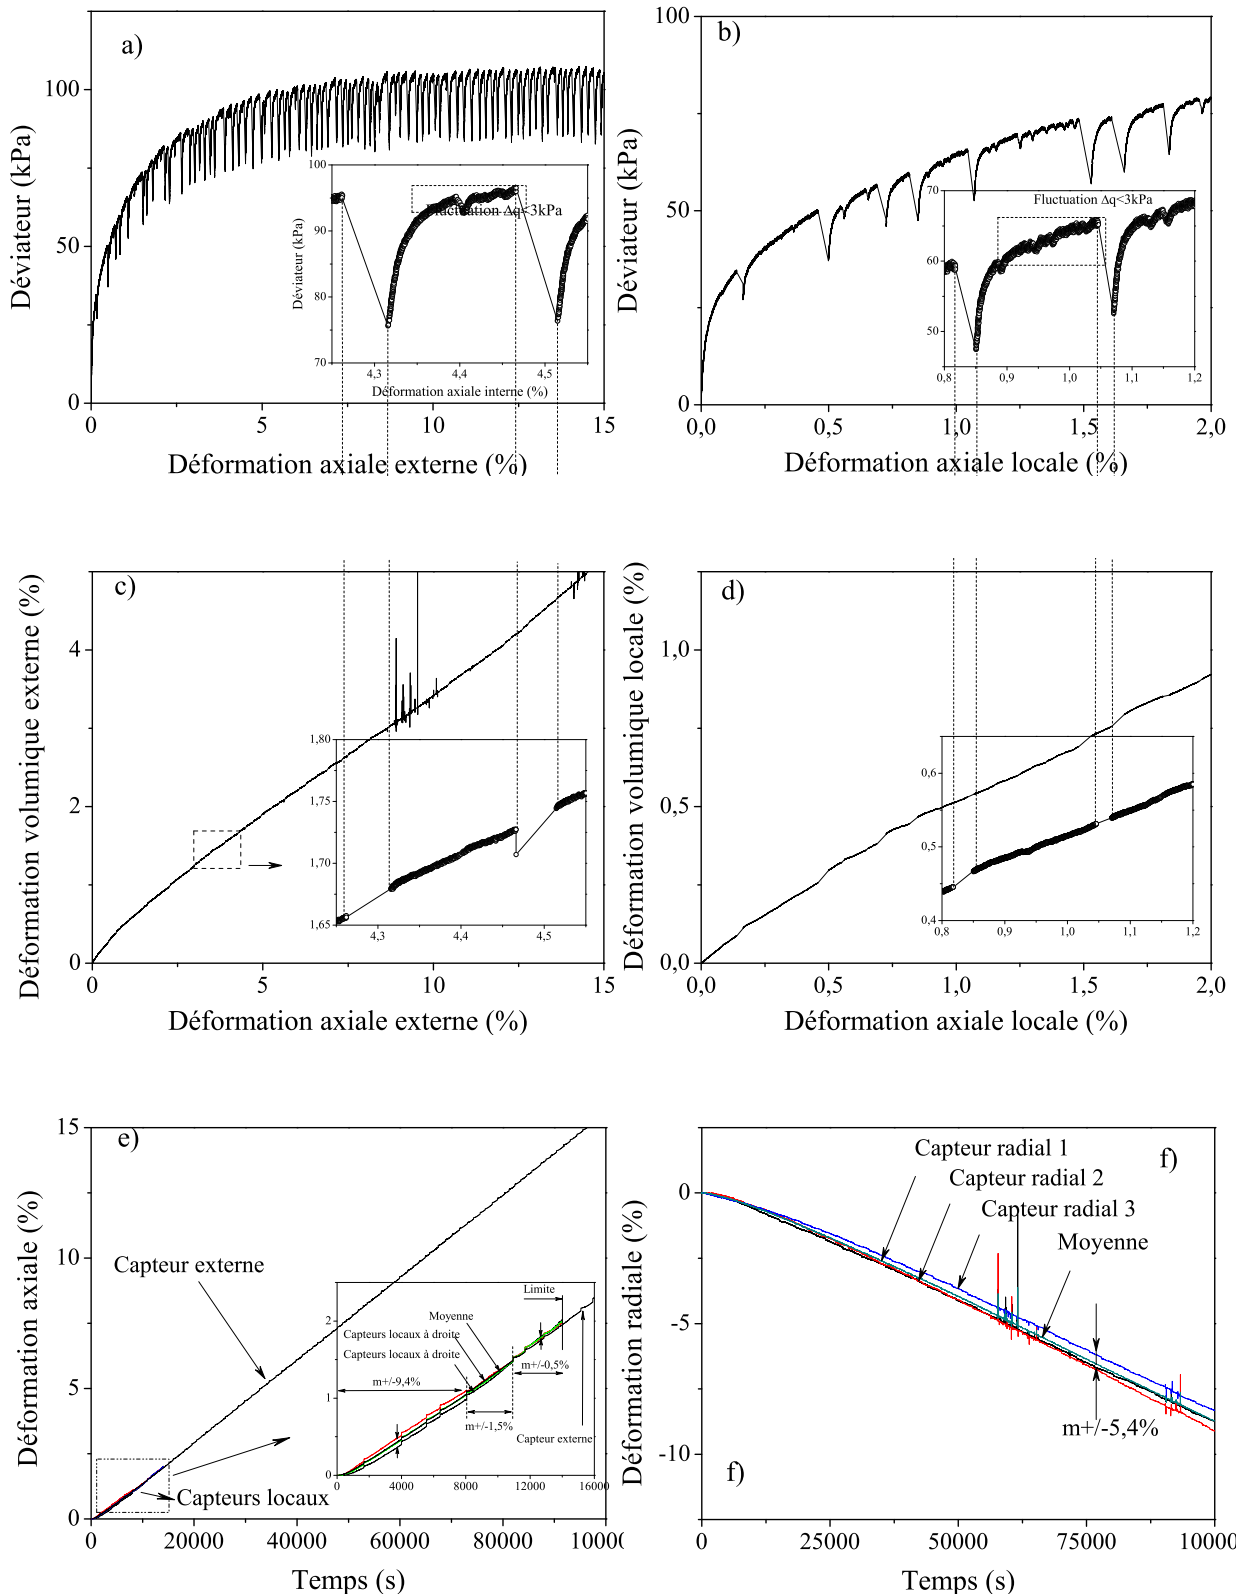 a)
Déviateur (kPa)
100
50
0
0
5
10
15
Déformation axiale externe (%)
Déviateur (kPa)
100
90
80
70
4,3
4,4
4,5
Déformation axiale interne (%)
Fluctuation Δq<3kPa
b)
Déviateur (kPa)
100
75
50
25
0
0,0
0,5
1,0
1,5
2,0
Déformation axiale locale (%)
Fluctuation Δq<3kPa
70
60
50
0,8
0,9
1,0
1,1
1,2
c)
Déformation volumique externe (%)
4
2
0
0
5
10
15
Déformation axiale externe (%)
1,80
1,75
1,70
1,65
4,3
4,4
4,5
d)
Déformation volumique locale (%)
1,0
0,5
0,0
0,0
0,5
1,0
1,5
2,0
Déformation axiale locale (%)
0,6
0,5
0,4
0,8
0,9
1,0
1,1
1,2
e)
Déformation axiale (%)
15
10
5
0
0
20000
40000
60000
80000
10000
Temps (s)
Capteur externe
Capteurs locaux
Limite
Moyenne
Capteurs locaux à droite
Capteurs locaux à droite
m+/-9,4%
m+/-0,5%
m+/-1,5%
Capteur externe
2
1
0
0
4000
8000
12000
16000
f)
Déformation radiale (%)
0
-5
-10
0
25000
50000
75000
10000
Temps (s)
Capteur radial 1
Capteur radial 2
Capteur radial 3
Moyenne
m+/-5,4%
f)